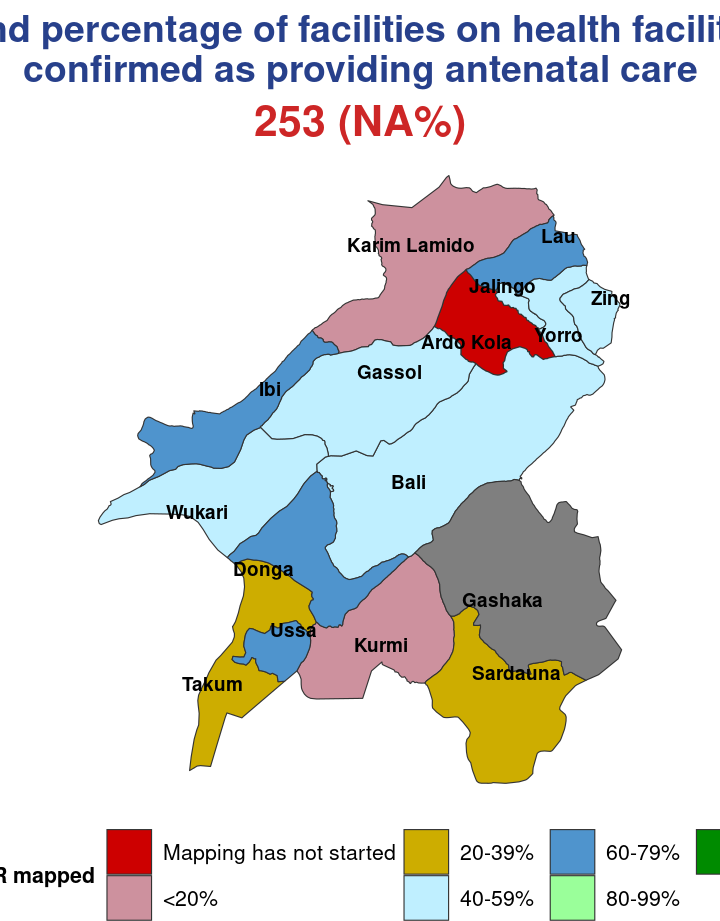 percentage of facilities on health
confirmed as providing antenatal care
253 (NA%)
Karim Lamido
Lau
Jalingo
Zing
Yorro
Ardo Kola
Gassol
Ibi
Bali
Wukari
Donga
Gashaka
Ussa
Kurmi
Sardauna
Takum
mapped
Mapping has not started
20-39%
60-79%
<20%
40-59%
80-99%